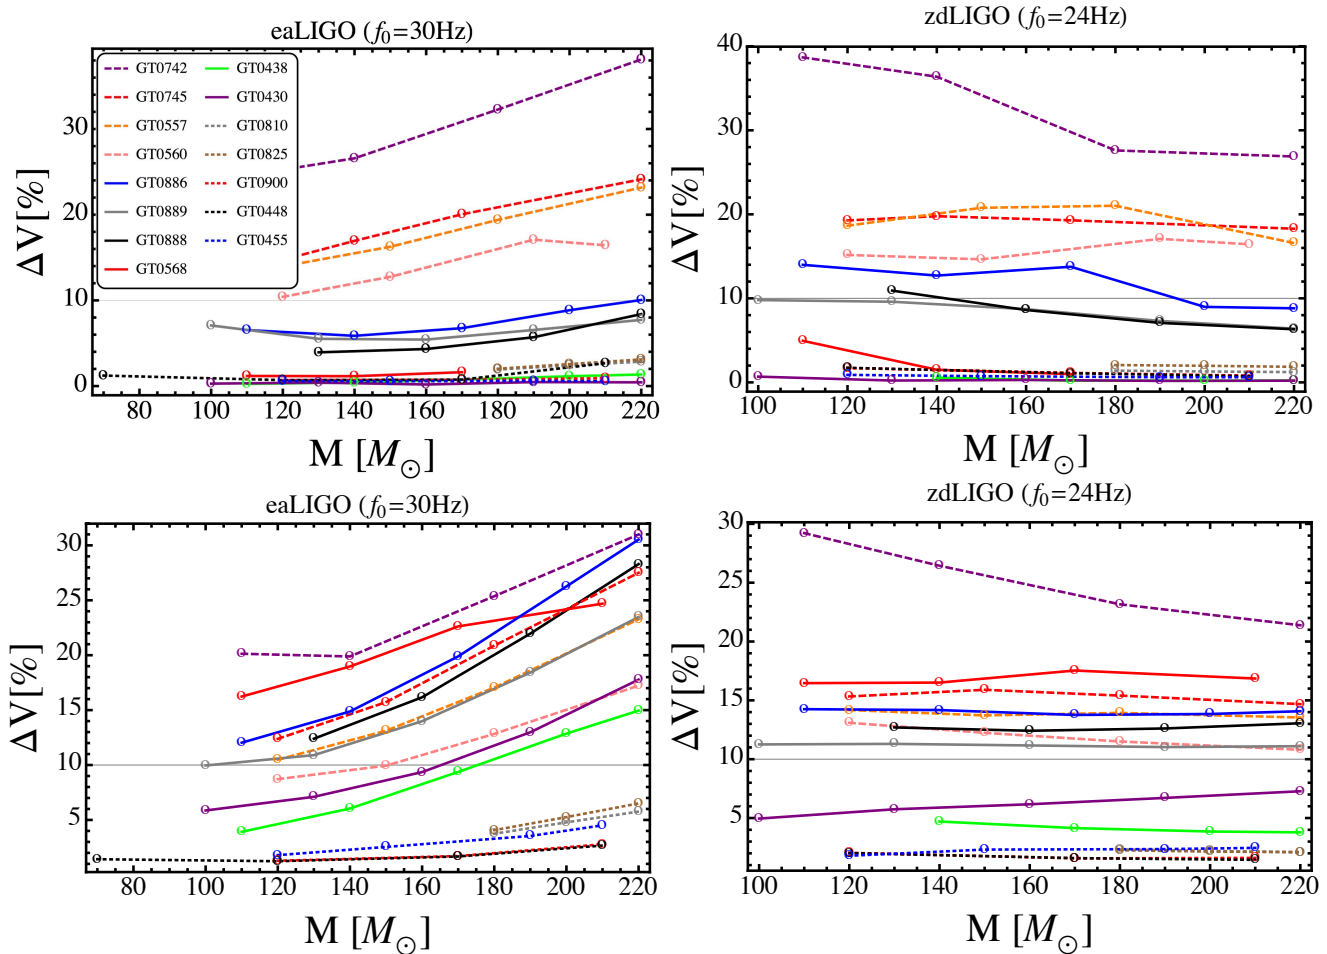 eaLIGO (f₀=30Hz)
ΔV[%]
30
20
10
0
GT0742
GT0745
GT0557
GT0560
GT0886
GT0889
GT0888
GT0568
GT0438
GT0430
GT0810
GT0825
GT0900
GT0448
GT0455
80 100 120 140 160 180 200 220
M [M⊙]
zdLIGO (f₀=24Hz)
ΔV[%]
40
30
20
10
0
100 120 140 160 180 200 220
M [M⊙]
eaLIGO (f₀=30Hz)
ΔV[%]
30
25
20
15
10
5
80 100 120 140 160 180 200 220
M [M⊙]
zdLIGO (f₀=24Hz)
ΔV[%]
30
25
20
15
10
5
100 120 140 160 180 200 220
M [M⊙]